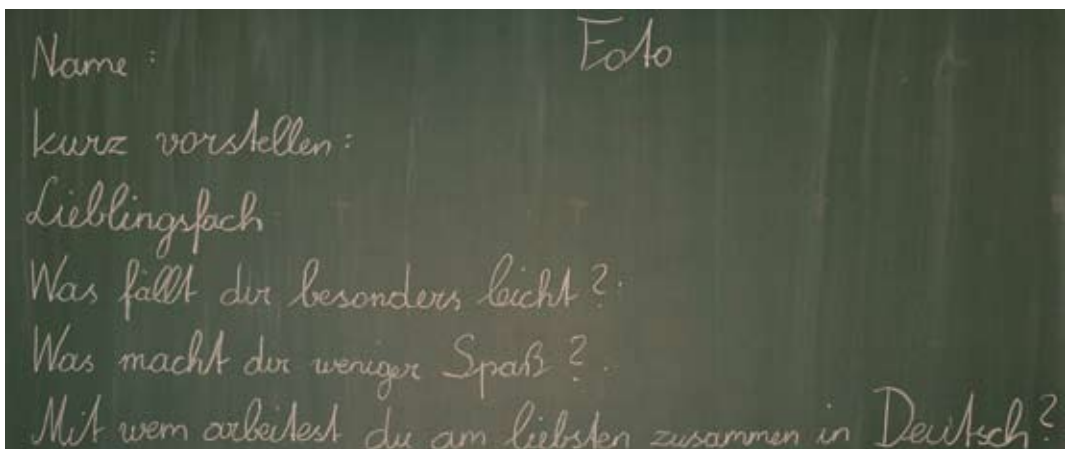 Name : Foto
kurz vorstellen:
Lieblingsfach
Was fällt dir besonders leicht ?
Was macht dir weniger Spaß ?
Mit wem arbeitest du am liebsten zusammen in Deutsch ?